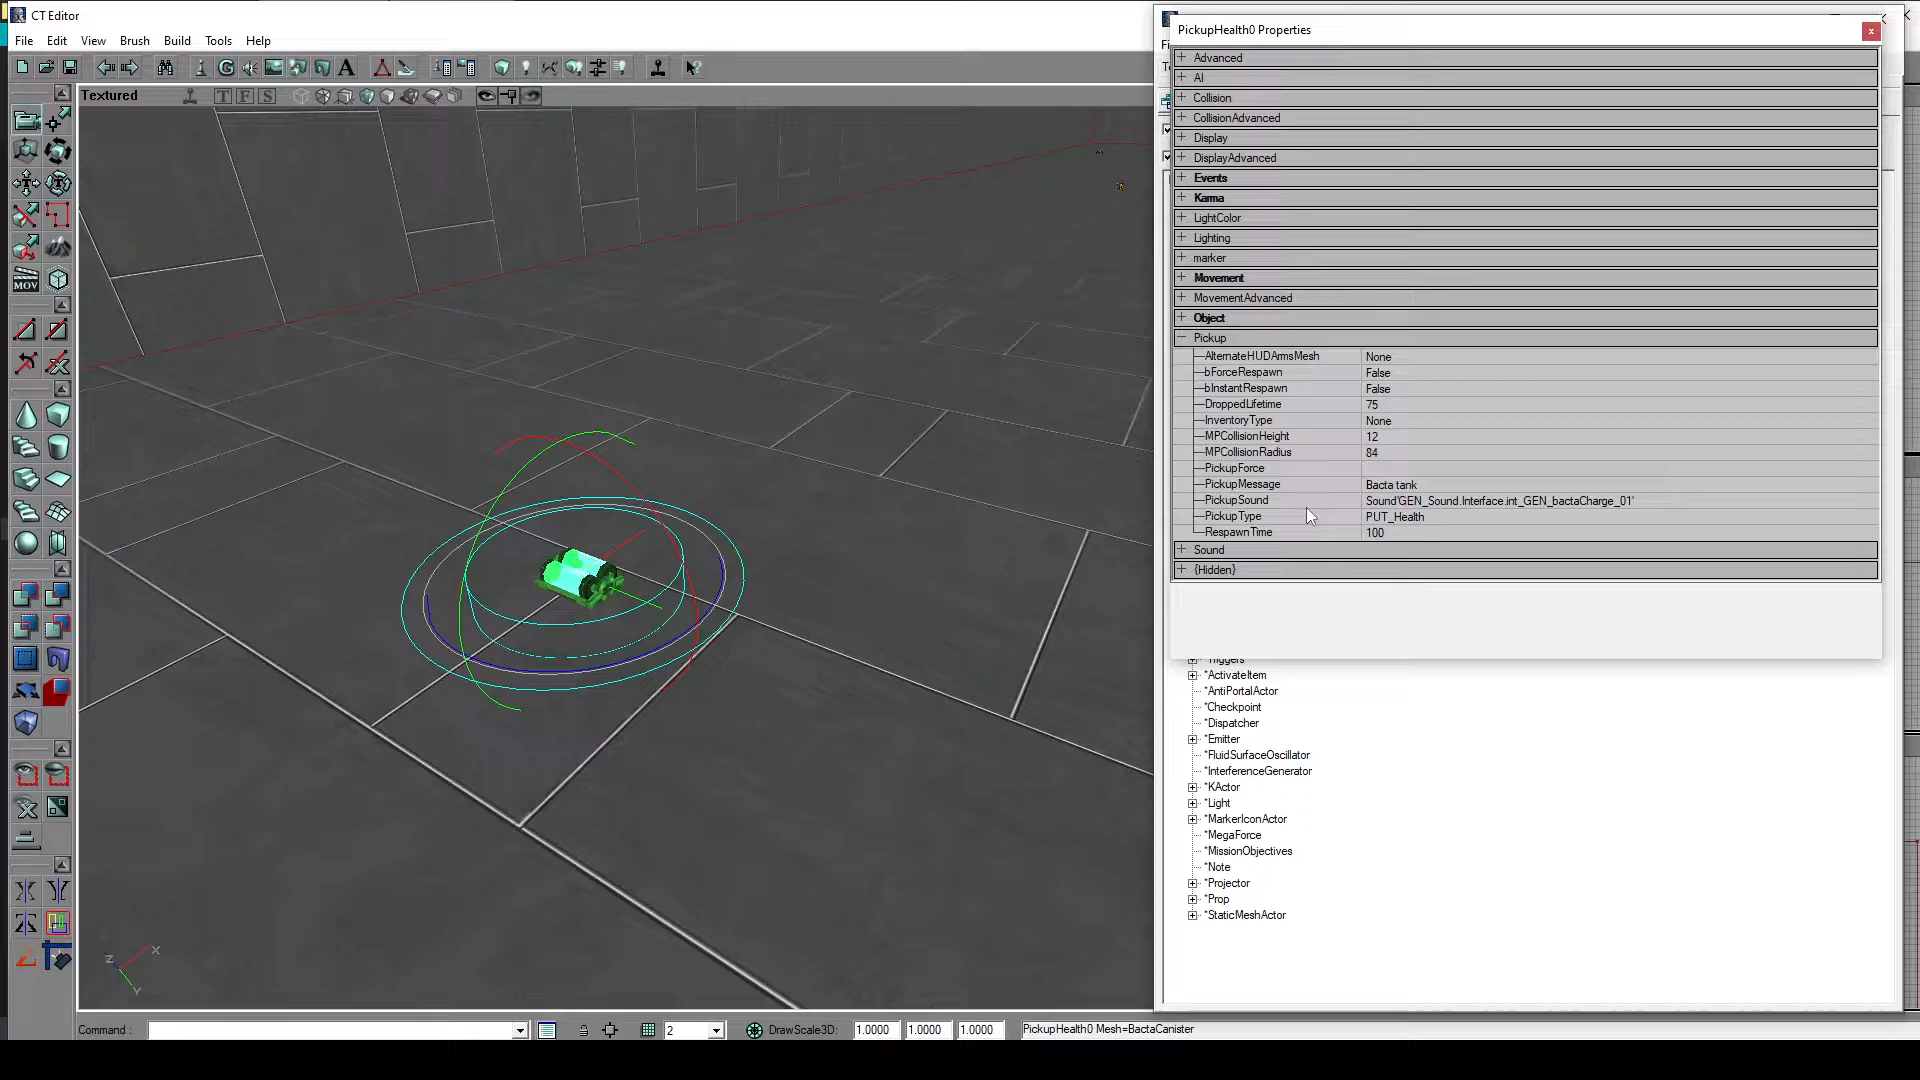 CT Editor
File Edit View Brush Build Tools Help
Textured
T F S
MOV
PickupHealth0 Properties
Advanced
AI
Collision
CollisionAdvanced
Display
DisplayAdvanced
Events
Karma
LightColor
Lighting
marker
Movement
MovementAdvanced
Object
Pickup
AlternateHUDArmsMesh None
bForceRespawn False
bInstantRespawn False
DroppedLifetime 75
InventoryType None
MPCollisionHeight 12
MPCollisionRadius 84
PickupForce
PickupMessage Bacta tank
PickupSound Sound'GEN_Sound.Interface.int_GEN_bactaCharge_01'
PickupType PUT_Health
RespawnTime 100
Sound
{Hidden}
*Triggers
*ActivateItem
*AntiPortalActor
*Checkpoint
*Dispatcher
*Emitter
*FluidSurfaceOscillator
*InterferenceGenerator
*KActor
*Light
*MarkerIconActor
*MegaForce
*MissionObjectives
*Note
*Projector
*Prop
*StaticMeshActor
Z X
Y
Command : 2 DrawScale3D: 1.0000 1.0000 1.0000 PickupHealth0 Mesh=BactaCanister